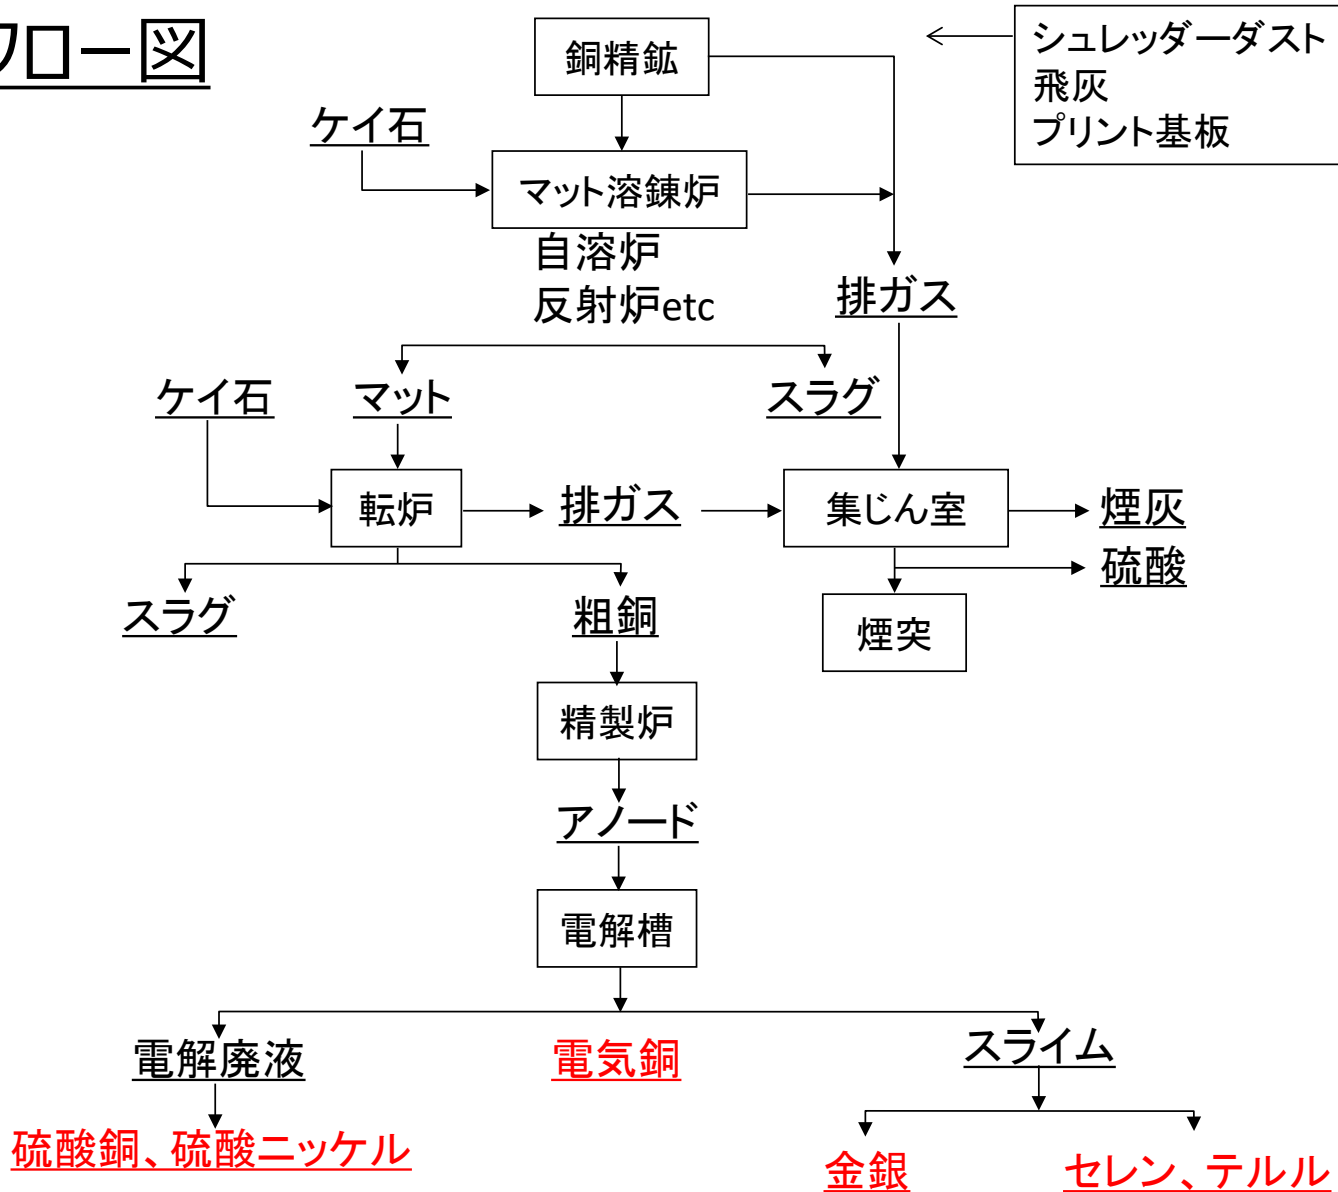 フロー図
銅精鉱
シュレッダーダスト
飛灰
プリント基板
ケイ石
マット溶錬炉
自溶炉
反射炉etc
排ガス
ケイ石
マット
スラグ
転炉
排ガス
集じん室
煙灰
硫酸
スラグ
粗銅
煙突
精製炉
アノード
電解槽
電解廃液
電気銅
スライム
硫酸銅、硫酸ニッケル
金銀
セレン、テルル